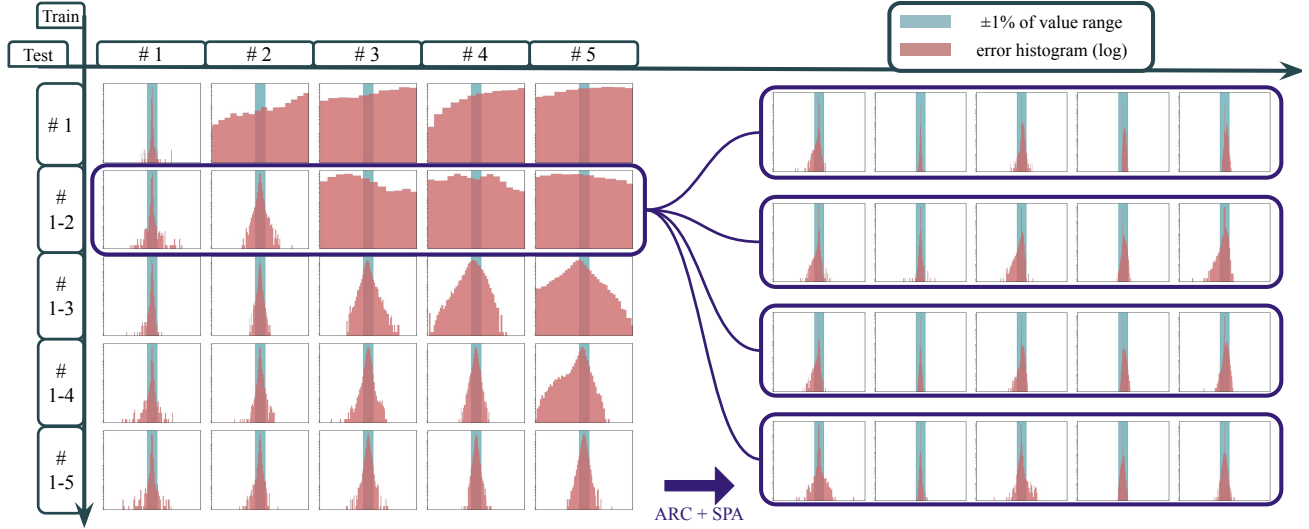 Train
Test
# 1
# 2
# 3
# 4
# 5
±1% of value range
error histogram (log)
# 1
#
1-2
#
1-3
#
1-4
#
1-5
ARC + SPA